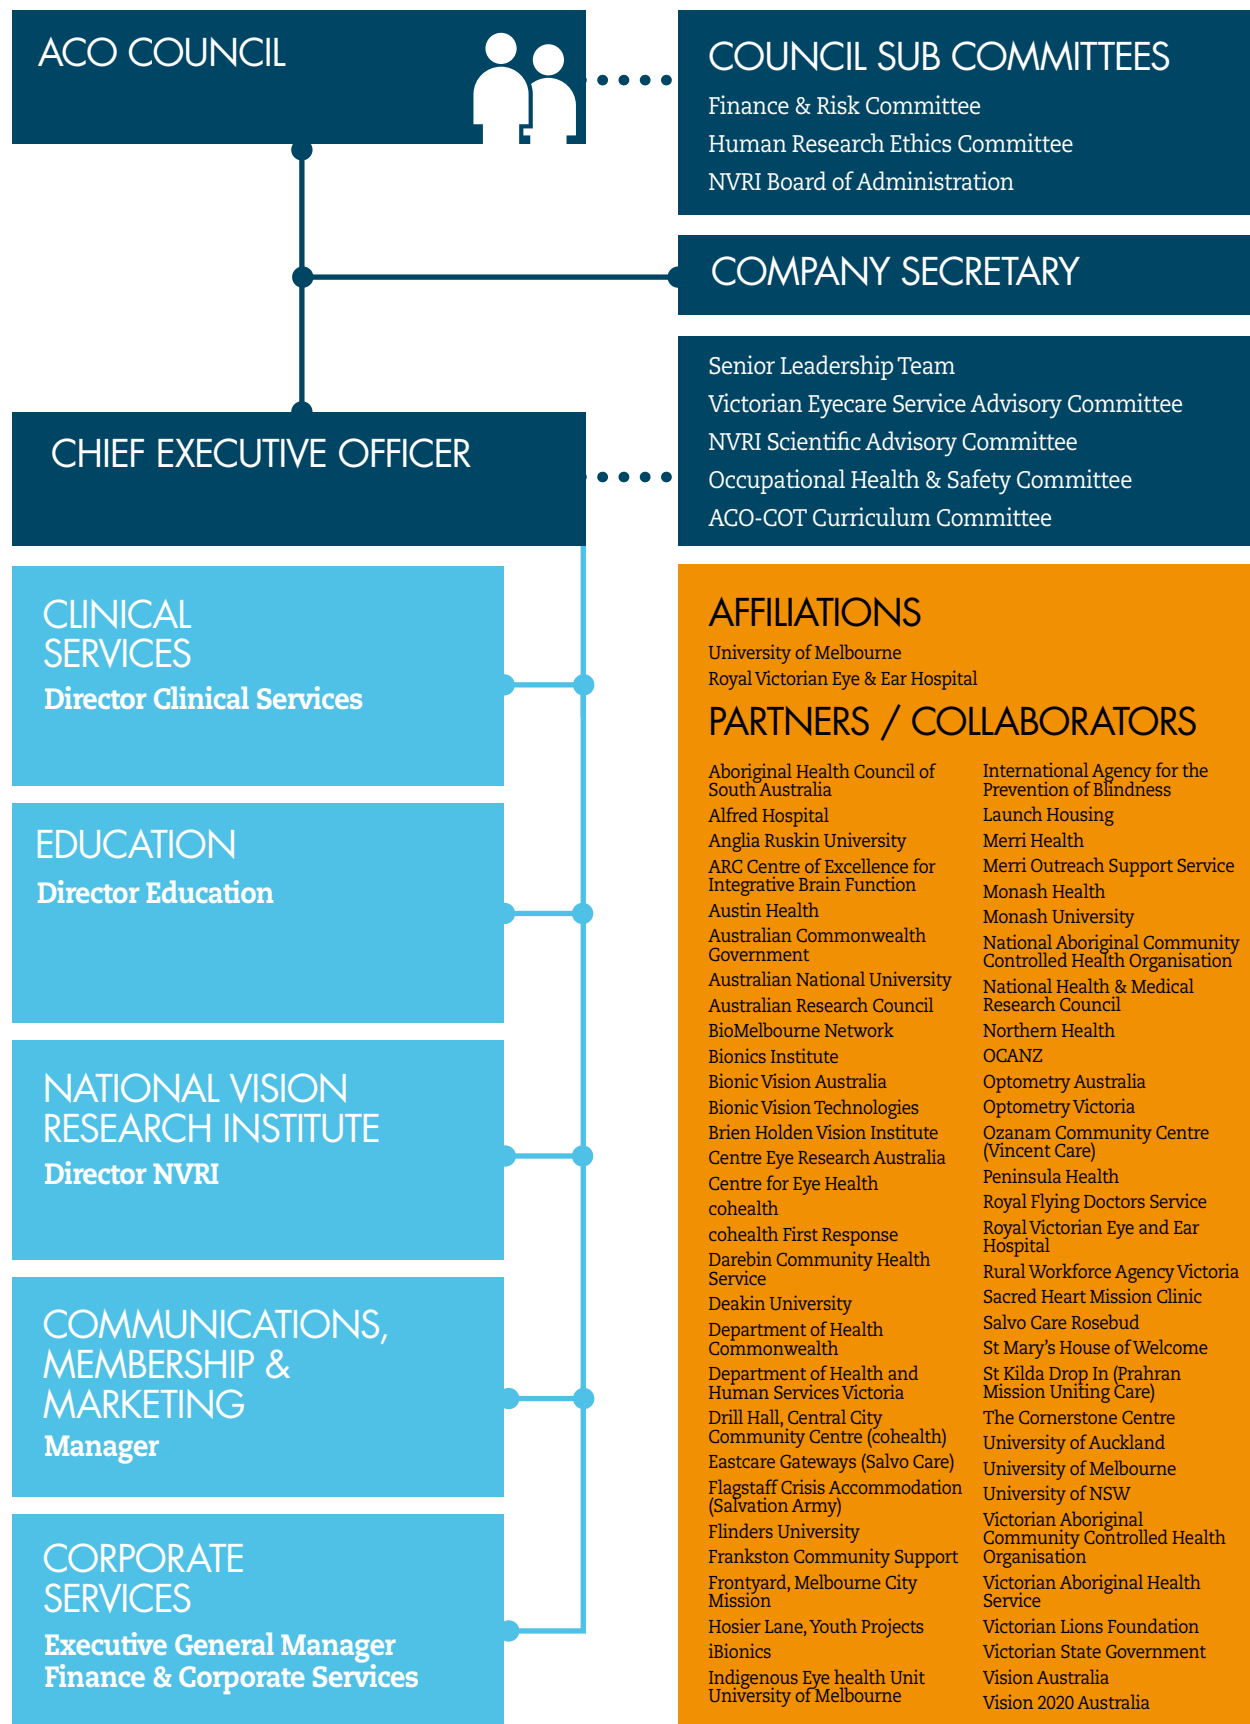 ACO COUNCIL
COUNCIL SUB COMMITTEES
Finance & Risk Committee
Human Research Ethics Committee
NVRI Board of Administration
COMPANY SECRETARY
CHIEF EXECUTIVE OFFICER
Senior Leadership Team
Victorian Eyecare Service Advisory Committee
NVRI Scientific Advisory Committee
Occupational Health & Safety Committee
ACO-COT Curriculum Committee
CLINICAL
SERVICES
Director Clinical Services
EDUCATION
Director Education
NATIONAL VISION
RESEARCH INSTITUTE
Director NVRI
COMMUNICATIONS,
MEMBERSHIP &
MARKETING
Manager
CORPORATE
SERVICES
Executive General Manager
Finance & Corporate Services
AFFILIATIONS
University of Melbourne
Royal Victorian Eye & Ear Hospital
PARTNERS / COLLABORATORS
Aboriginal Health Council of
South Australia
Alfred Hospital
Anglia Ruskin University
ARC Centre of Excellence for
Integrative Brain Function
Austin Health
Australian Commonwealth
Government
Australian National University
Australian Research Council
BioMelbourne Network
Bionics Institute
Bionic Vision Australia
Bionic Vision Technologies
Brien Holden Vision Institute
Centre Eye Research Australia
Centre for Eye Health
cohealth
cohealth First Response
Darebin Community Health
Service
Deakin University
Department of Health
Commonwealth
Department of Health and
Human Services Victoria
Drill Hall, Central City
Community Centre (cohealth)
Eastcare Gateways (Salvo Care)
Flagstaff Crisis Accommodation
(Salvation Army)
Flinders University
Frankston Community Support
Frontyard, Melbourne City
Mission
Hosier Lane, Youth Projects
iBionics
Indigenous Eye health Unit
University of Melbourne
International Agency for the
Prevention of Blindness
Launch Housing
Merri Health
Merri Outreach Support Service
Monash Health
Monash University
National Aboriginal Community
Controlled Health Organisation
National Health & Medical
Research Council
Northern Health
OCANZ
Optometry Australia
Optometry Victoria
Ozanam Community Centre
(Vincent Care)
Peninsula Health
Royal Flying Doctors Service
Royal Victorian Eye and Ear
Hospital
Rural Workforce Agency Victoria
Sacred Heart Mission Clinic
Salvo Care Rosebud
St Mary's House of Welcome
St Kilda Drop In (Prahran
Mission Uniting Care)
The Cornerstone Centre
University of Auckland
University of Melbourne
University of NSW
Victorian Aboriginal
Community Controlled Health
Organisation
Victorian Aboriginal Health
Service
Victorian Lions Foundation
Victorian State Government
Vision Australia
Vision 2020 Australia